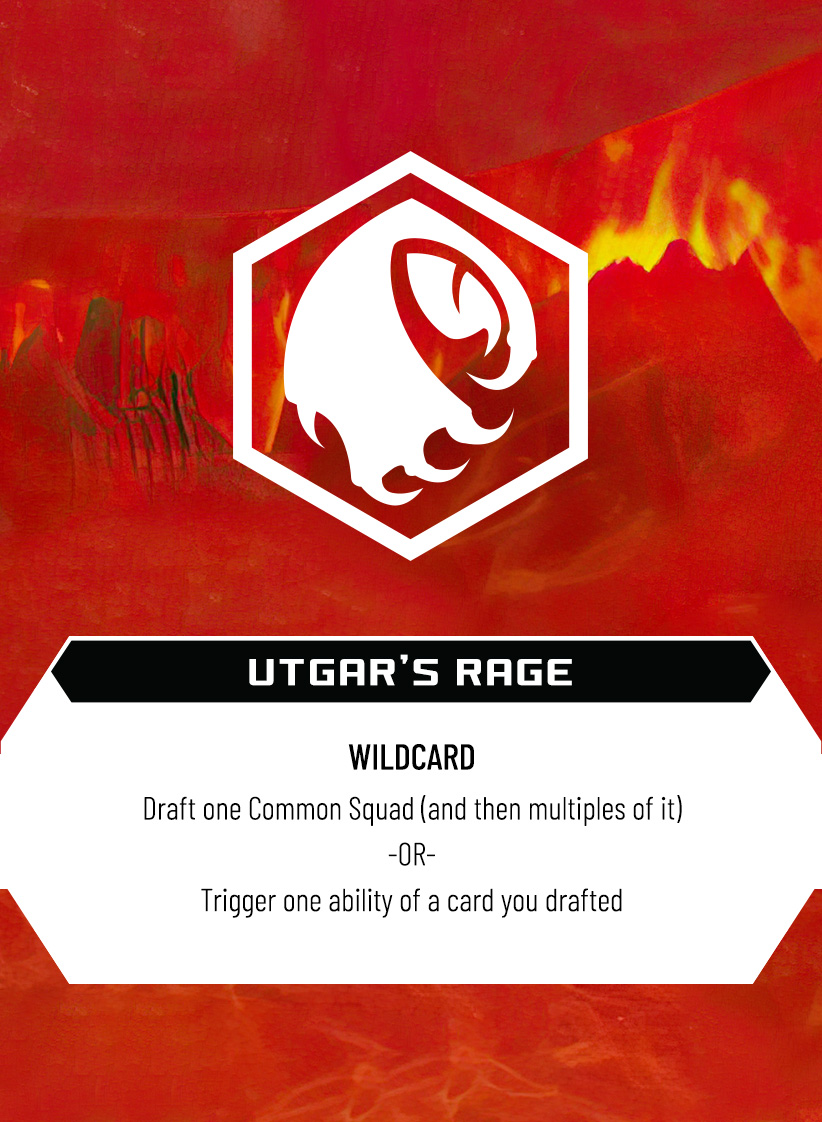 UTGAR'S RAGE
WILDCARD
Draft one Common Squad (and then multiples of it)
-OR-
Trigger one ability of a card you drafted